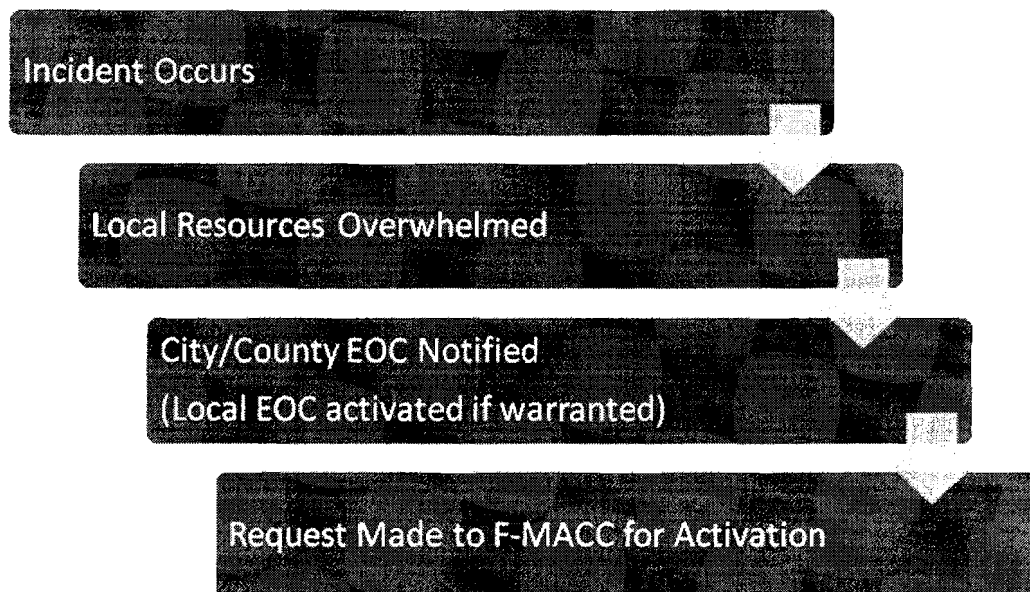 Incident Occurs
Local Resources Overwhelmed
City/County EOC Notified
(Local EOC activated if warranted)
Request Made to F-MACC for Activation